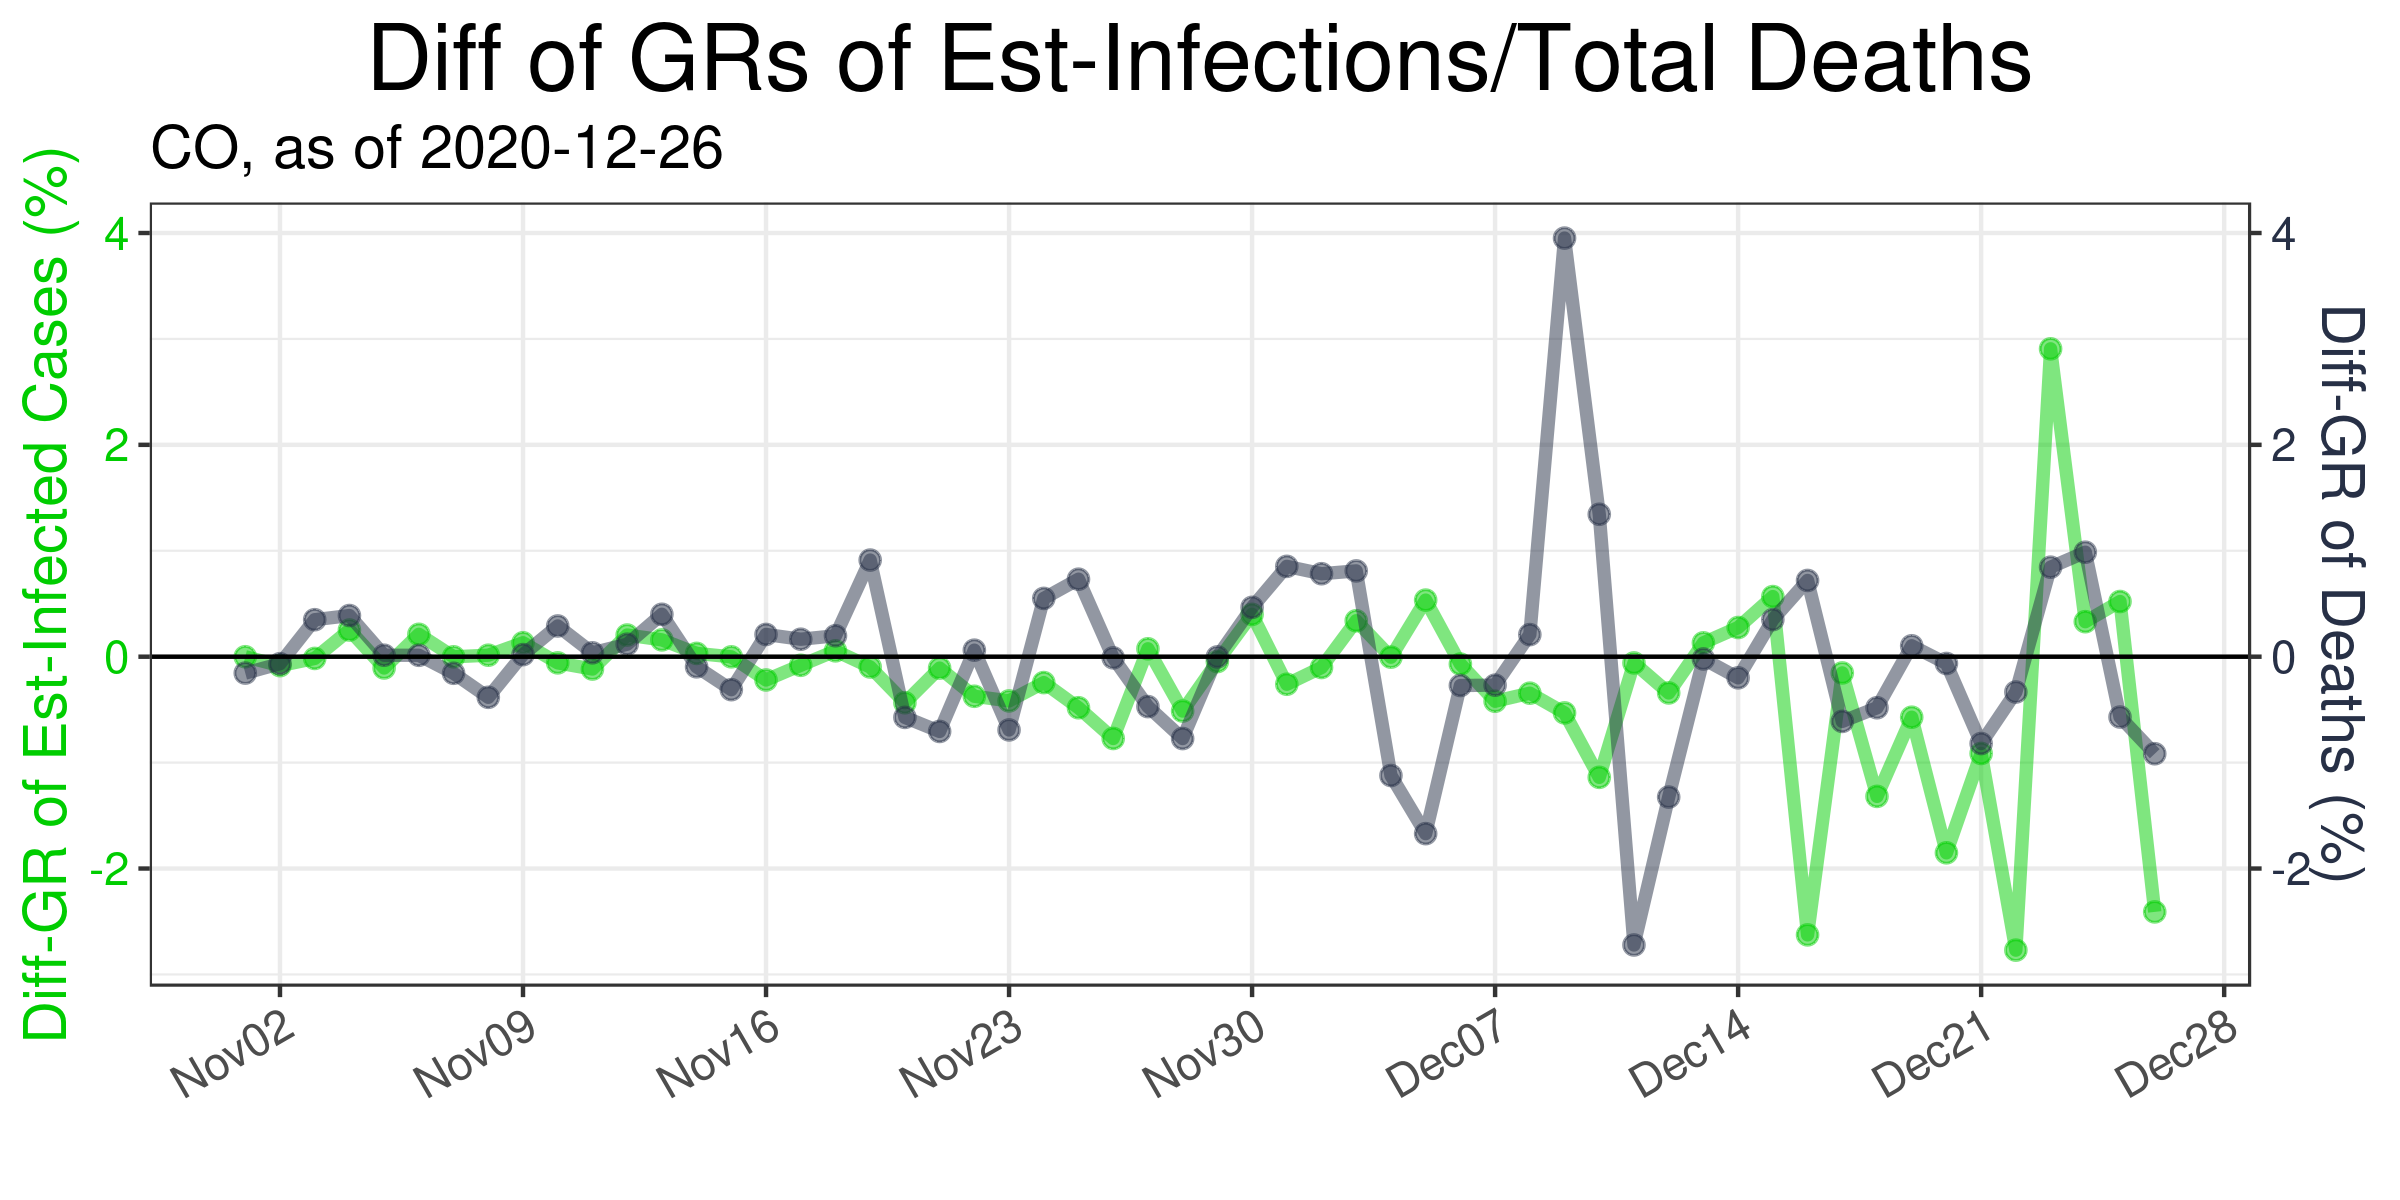 Diff of GRs of Est-Infections/Total Deaths
CO, as of 2020-12-26
Diff-GR of Est-Infected Cases (%)
4
2
0
-2
4
2
0
-2
Diff-GR of Deaths (%)
Nov02
Nov09
Nov16
Nov23
Nov30
Dec07
Dec14
Dec21
Dec28